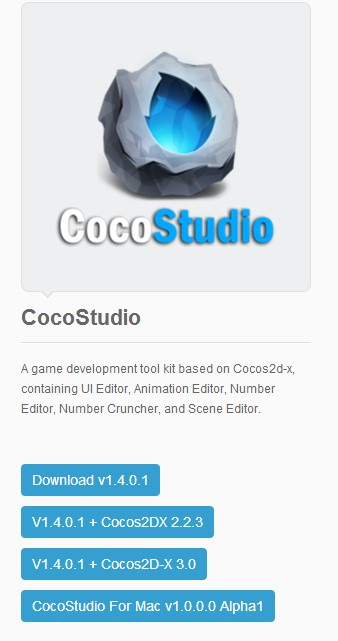 CocoStudio
CocoStudio
A game development tool kit based on Cocos2d-x,
containing UI Editor, Animation Editor, Number
Editor, Number Cruncher, and Scene Editor.
Download v1.4.0.1
V1.4.0.1 + Cocos2DX 2.2.3
V1.4.0.1 + Cocos2D-X 3.0
CocoStudio For Mac v1.0.0.0 Alpha1